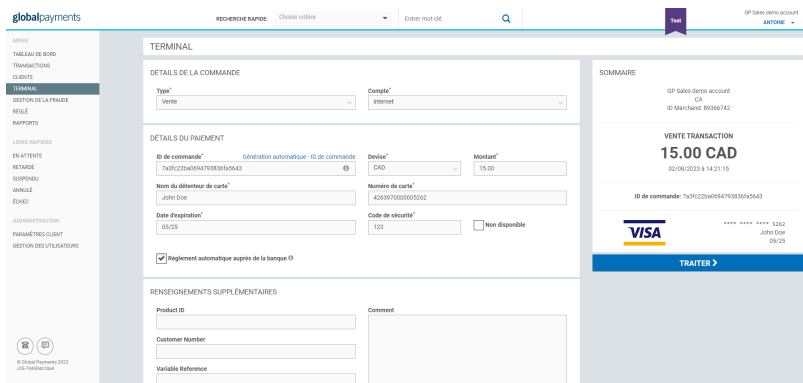 globalpayments
RECHERCHE RAPIDE: Choisir critère Entrer mot-clé
Test
GP Sales demo account
ANTOINE
MENU
TABLEAU DE BORD
TRANSACTIONS
CLIENTS
TERMINAL
GESTION DE LA FRAUDE
RÉGLÉ
RAPPORTS
LIENS RAPIDES
EN ATTENTE
RETARDÉ
SUSPENDU
ANNULÉ
ÉCHEC
ADMINISTRATION
PARAMÈTRES CLIENT
GESTION DES UTILISATEURS
© Global Payments 2023
TERMINAL
DÉTAILS DE LA COMMANDE
Type* Compte*
Vente internet
DÉTAILS DU PAIEMENT
ID de commande* Génération automatique - ID de commande Devise* Montant*
7a3fc22ba0694793836fa5643 CAD 15.00
Nom du détenteur de carte* Numéro de carte*
John Doe 4263970000005262
Date d'expiration* Code de sécurité*
05/25 123 Non disponible
Règlement automatique auprès de la banque
RENSEIGNEMENTS SUPPLÉMENTAIRES
Product ID Comment
Customer Number
Variable Reference
SOMMAIRE
GP Sales demo account
CA
ID Marchand: 89366742
VENTE TRANSACTION
15.00 CAD
02/08/2023 à 14:21:15
ID de commande: 7a3fc22ba0694793836fa5643
VISA
**** **** **** 5262
John Doe
05/25
TRAITER